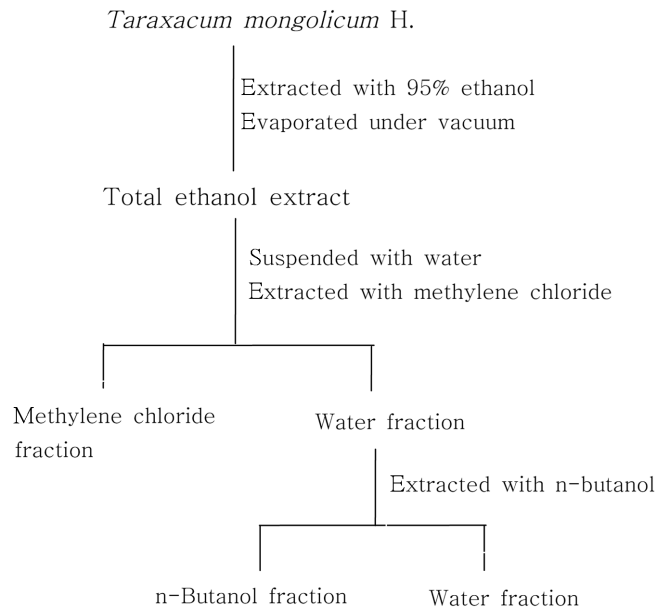 Taraxacum mongolicum H.
Extracted with 95% ethanol
Evaporated under vacuum
Total ethanol extract
Suspended with water
Extracted with methylene chloride
Methylene chloride
fraction
Water fraction
Extracted with n-butanol
n-Butanol fraction
Water fraction